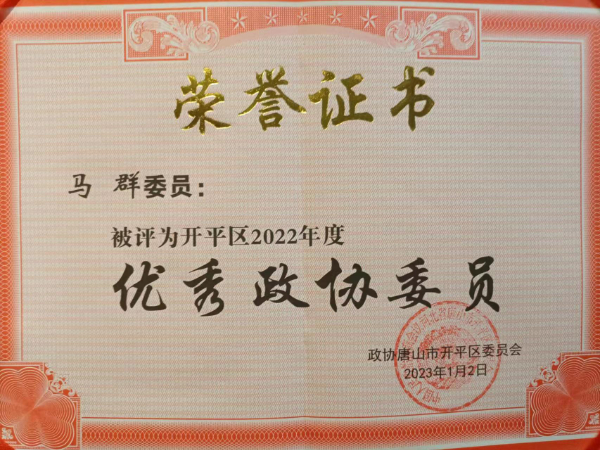 荣誉证书
马 群委员：
被评为开平区2022年度
优秀政协委员
政协唐山市开平区委员会
2023年1月2日